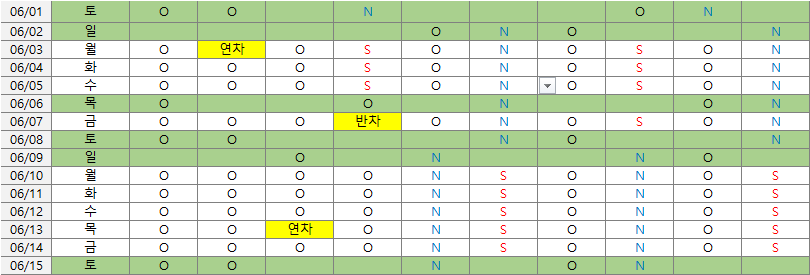 06/01 토 O O N O N
06/02 일 O N O N
06/03 월 O 연차 O S O N O S O N
06/04 화 O O O S O N O S O N
06/05 수 O O O S O N O S O N
06/06 목 O O N O N
06/07 금 O O O 반차 O N O S O N
06/08 토 O O N O N
06/09 일 O N N O
06/10 월 O O O O N S O N O S
06/11 화 O O O O N S O N O S
06/12 수 O O O O N S O N O S
06/13 목 O O 연차 O N S O N O S
06/14 금 O O O O N S O N O S
06/15 토 O O N O N